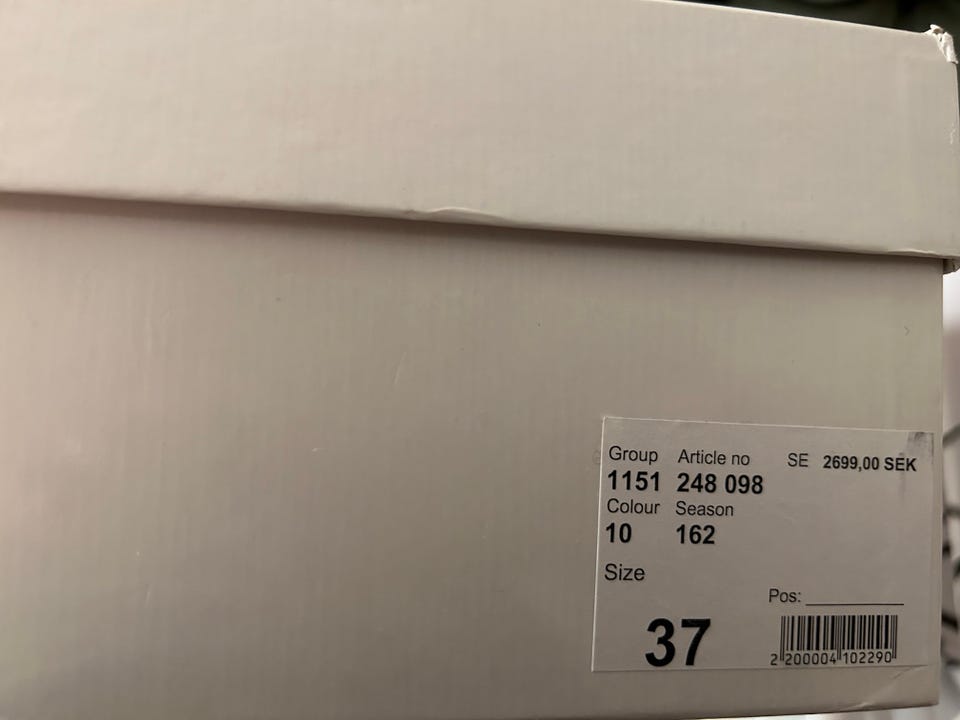 Group Article no SE 2699,00 SEK
1151 248 098
Colour Season
10 162
Size
Pos:
37
2 200004 102290